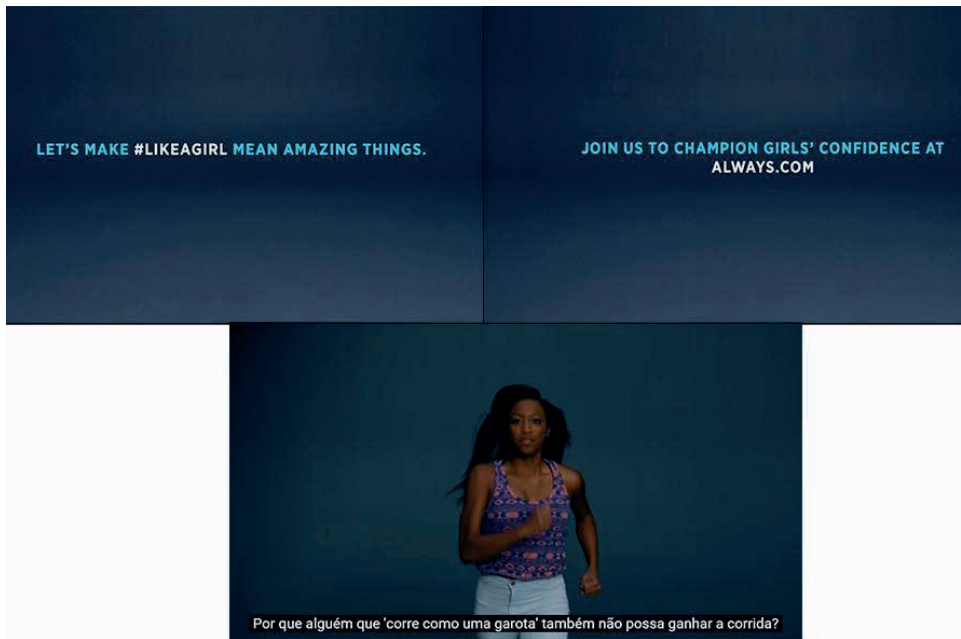 LET'S MAKE #LIKEAGIRL MEAN AMAZING THINGS.
JOIN US TO CHAMPION GIRLS' CONFIDENCE AT
ALWAYS.COM
Por que alguém que 'corre como uma garota' também não possa ganhar a corrida?